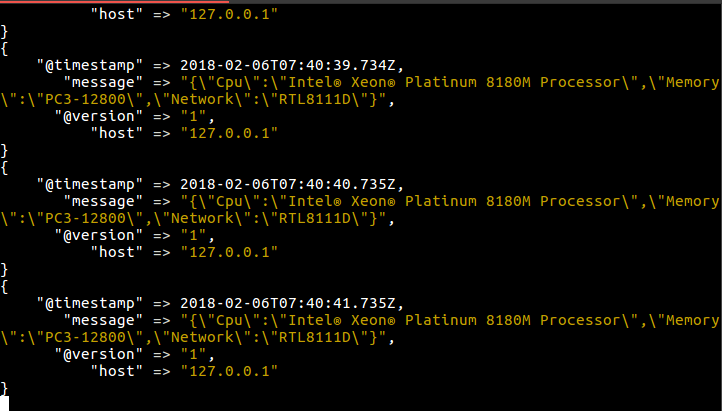 "host" => "127.0.0.1"
}
{
"@timestamp" => 2018-02-06T07:40:39.734Z,
"message" => "{\"Cpu\":\"Intel® Xeon® Platinum 8180M Processor\",\"Memory
\":\"PC3-12800\",\"Network\":\"RTL8111D\"}",
"@version" => "1",
"host" => "127.0.0.1"
}
{
"@timestamp" => 2018-02-06T07:40:40.735Z,
"message" => "{\"Cpu\":\"Intel® Xeon® Platinum 8180M Processor\",\"Memory
\":\"PC3-12800\",\"Network\":\"RTL8111D\"}",
"@version" => "1",
"host" => "127.0.0.1"
}
{
"@timestamp" => 2018-02-06T07:40:41.735Z,
"message" => "{\"Cpu\":\"Intel® Xeon® Platinum 8180M Processor\",\"Memory
\":\"PC3-12800\",\"Network\":\"RTL8111D\"}",
"@version" => "1",
"host" => "127.0.0.1"
}